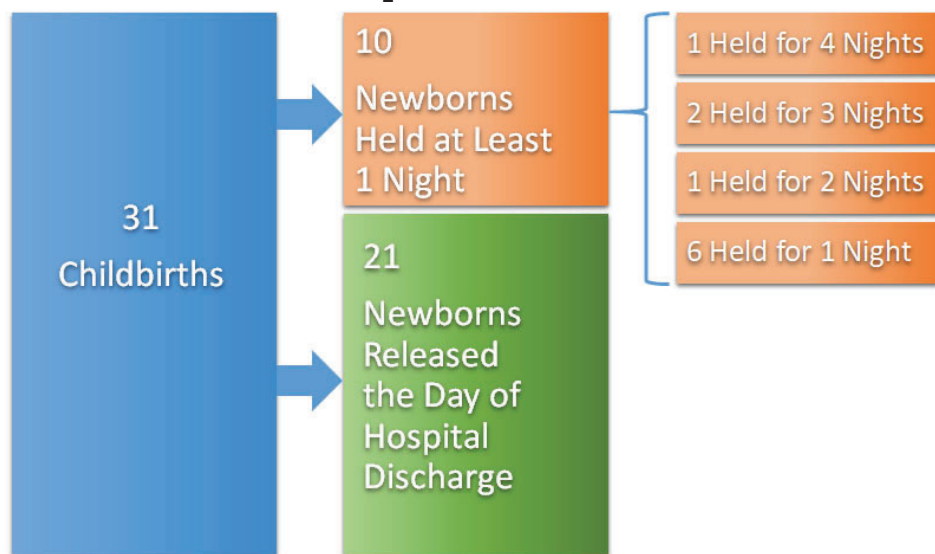 31
Childbirths
10
Newborns
Held at Least
1 Night
21
Newborns
Released
the Day of
Hospital
Discharge
1 Held for 4 Nights
2 Held for 3 Nights
1 Held for 2 Nights
6 Held for 1 Night